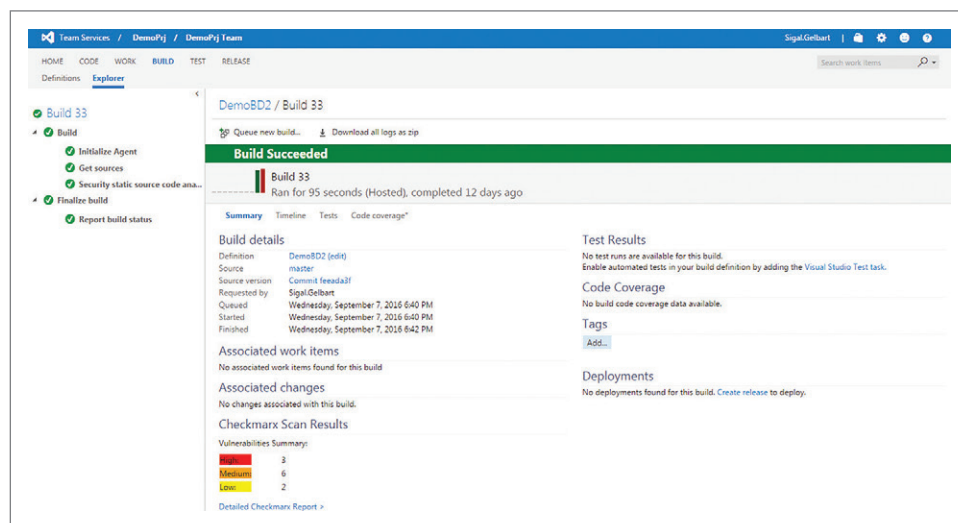 Team Services / DemoPrj / DemoPrj Team
Sigal.Gelbart |
HOME CODE WORK BUILD TEST RELEASE
Search work items
Definitions Explorer
Build 33
Build
Initialize Agent
Get sources
Security static source code ana...
Finalize build
Report build status
DemoBD2 / Build 33
Queue new build... Download all logs as zip
Build Succeeded
Build 33
Ran for 95 seconds (Hosted), completed 12 days ago
Summary Timeline Tests Code coverage*
Build details
Definition DemoBD2 (edit)
Source master
Source version Commit feeada3f
Requested by Sigal.Gelbart
Queued Wednesday, September 7, 2016 6:40 PM
Started Wednesday, September 7, 2016 6:40 PM
Finished Wednesday, September 7, 2016 6:42 PM
Associated work items
No associated work items found for this build
Associated changes
No changes associated with this build.
Checkmarx Scan Results
Vulnerabilities Summary:
High: 3
Medium: 6
Low: 2
Detailed Checkmarx Report >
Test Results
No test runs are available for this build.
Enable automated tests in your build definition by adding the Visual Studio Test task.
Code Coverage
No build code coverage data available.
Tags
Add...
Deployments
No deployments found for this build. Create release to deploy.